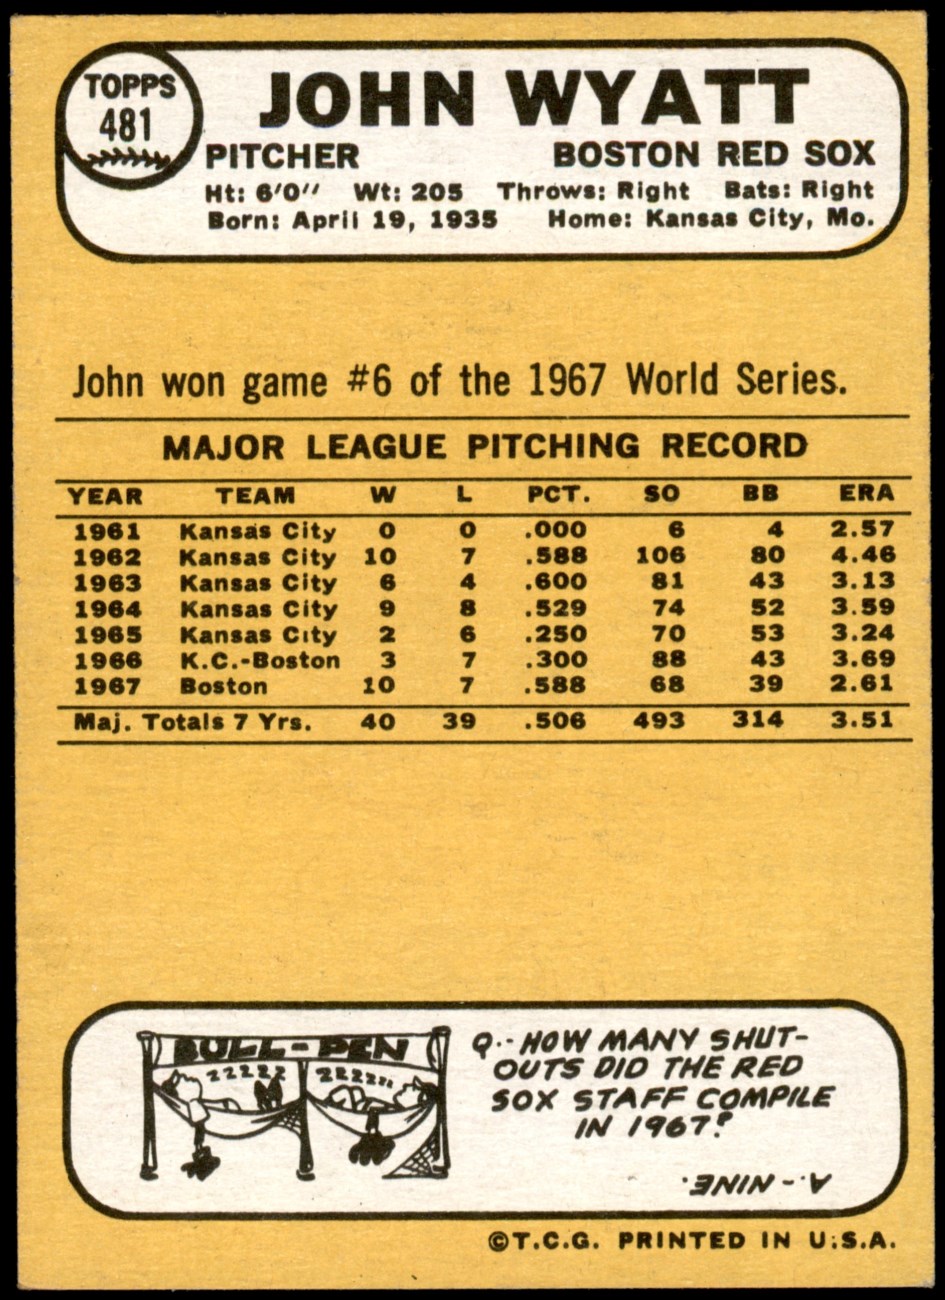 TOPPS
481
JOHN WYATT
PITCHER BOSTON RED SOX
Ht: 6'0" Wt: 205 Throws: Right Bats: Right
Born: April 19, 1935 Home: Kansas City, Mo.
John won game #6 of the 1967 World Series.
MAJOR LEAGUE PITCHING RECORD
YEAR TEAM W L PCT. SO BB ERA
1961 Kansas City 0 0 .000 6 4 2.57
1962 Kansas City 10 7 .588 106 80 4.46
1963 Kansas City 6 4 .600 81 43 3.13
1964 Kansas City 9 8 .529 74 52 3.59
1965 Kansas City 2 6 .250 70 53 3.24
1966 K.C.-Boston 3 7 .300 88 43 3.69
1967 Boston 10 7 .588 68 39 2.61
Maj. Totals 7 Yrs. 40 39 .506 493 314 3.51
BULL-PEN
ZZZZZ ZZZZZ
Q.-HOW MANY SHUT-
OUTS DID THE RED
SOX STAFF COMPILE
IN 1967?
A.-NINE.
©T.C.G. PRINTED IN U.S.A.